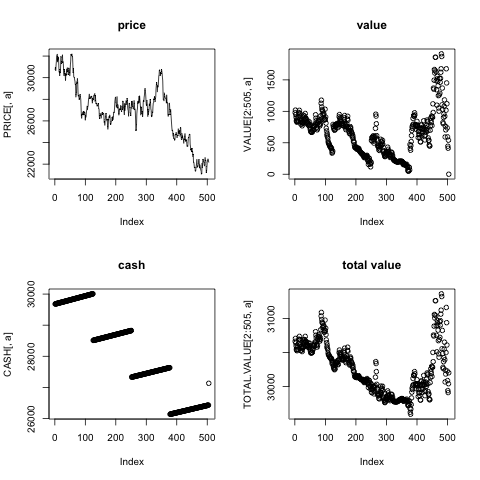 price
PRICE[, a]
22000 24000 26000 28000 30000
0 100 200 300 400 500
Index
value
VALUE[2:505, a]
0 500 1000 1500
0 100 200 300 400 500
Index
cash
CASH[, a]
26000 28000 30000
0 100 200 300 400 500
Index
total value
TOTAL.VALUE[2:505, a]
30000 31000
0 100 200 300 400 500
Index